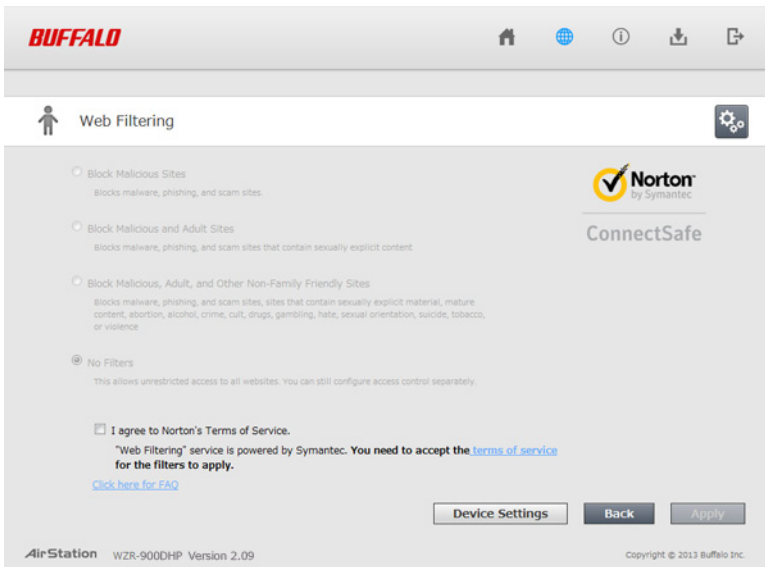 BUFFALO
Web Filtering
Block Malicious Sites
Blocks malware, phishing, and scam sites.
Norton
by Symantec
ConnectSafe
Block Malicious and Adult Sites
Blocks malware, phishing, and scam sites that contain sexually explicit content
Block Malicious, Adult, and Other Non-Family Friendly Sites
Blocks malware, phishing, and scam sites, sites that contain sexually explicit material, mature
content, abortion, alcohol, crime, cult, drugs, gambling, hate, sexual orientation, suicide, tobacco,
or violence
No Filters
This allows unrestricted access to all websites. You can still configure access control separately.
I agree to Norton's Terms of Service.
"Web Filtering" service is powered by Symantec. You need to accept the terms of service
for the filters to apply.
Click here for FAQ
Device Settings Back Apply
AirStation WZR-900DHP Version 2.09 Copyright © 2013 Buffalo Inc.